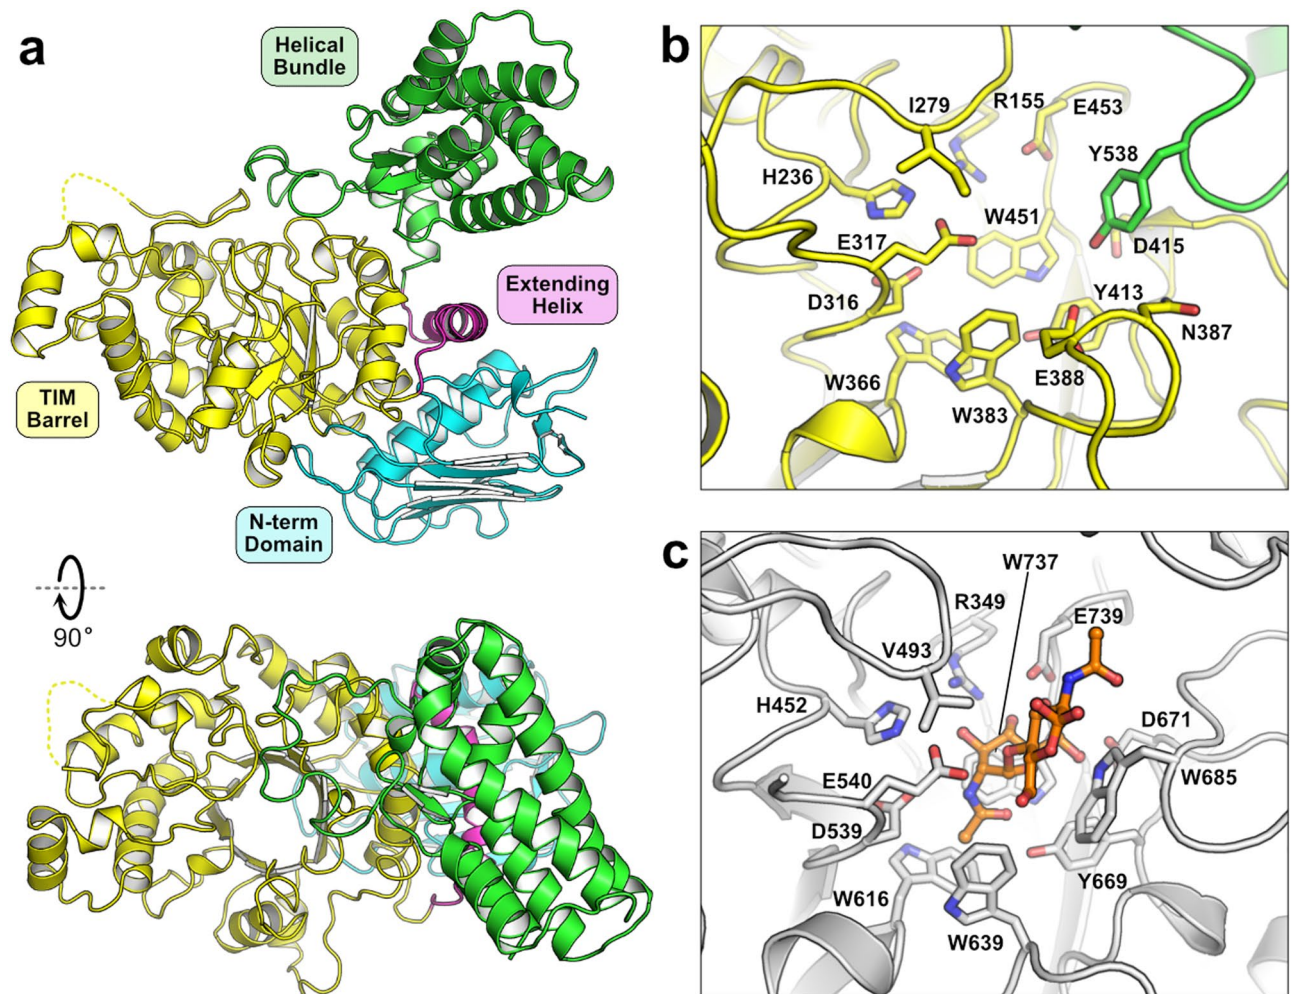 a
Helical
Bundle
Extending
Helix
TIM
Barrel
N-term
Domain
90°
b
I279
R155
E453
H236
Y538
W451
E317
D415
D316
Y413
N387
W366
E388
W383
c
W737
R349
E739
V493
H452
D671
E540
W685
D539
Y669
W616
W639